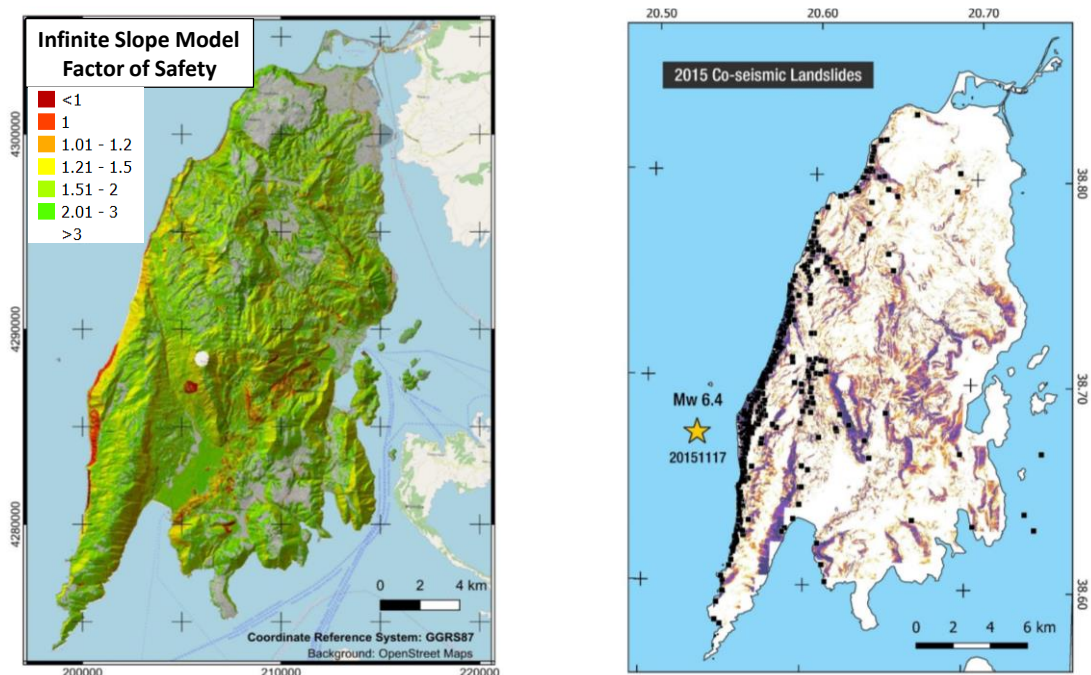 Infinite Slope Model
Factor of Safety
<1
1
1.01 - 1.2
1.21 - 1.5
1.51 - 2
2.01 - 3
>3
4300000
4290000
4280000
0 2 4 km
Coordinate Reference System: GGRS87
Background: OpenStreet Maps
200000 210000 220000
20.50 20.60 20.70
2015 Co-seismic Landslides
38.80
38.70
Mw 6.4
20151117
38.60
0 2 4 6 km